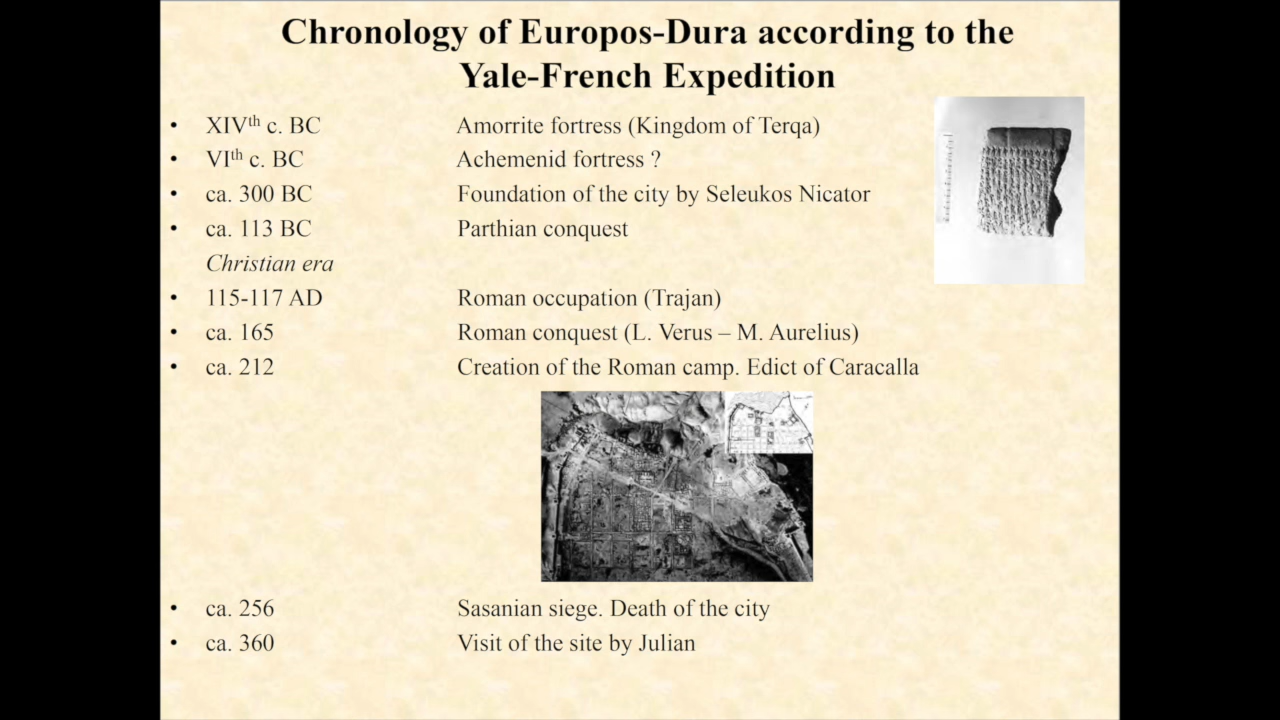 Chronology of Europos-Dura according to the
Yale-French Expedition
• XIVth c. BC Amorrite fortress (Kingdom of Terqa)
• VIth c. BC Achemenid fortress ?
• ca. 300 BC Foundation of the city by Seleukos Nicator
• ca. 113 BC Parthian conquest
Christian era
• 115-117 AD Roman occupation (Trajan)
• ca. 165 Roman conquest (L. Verus – M. Aurelius)
• ca. 212 Creation of the Roman camp. Edict of Caracalla
• ca. 256 Sasanian siege. Death of the city
• ca. 360 Visit of the site by Julian